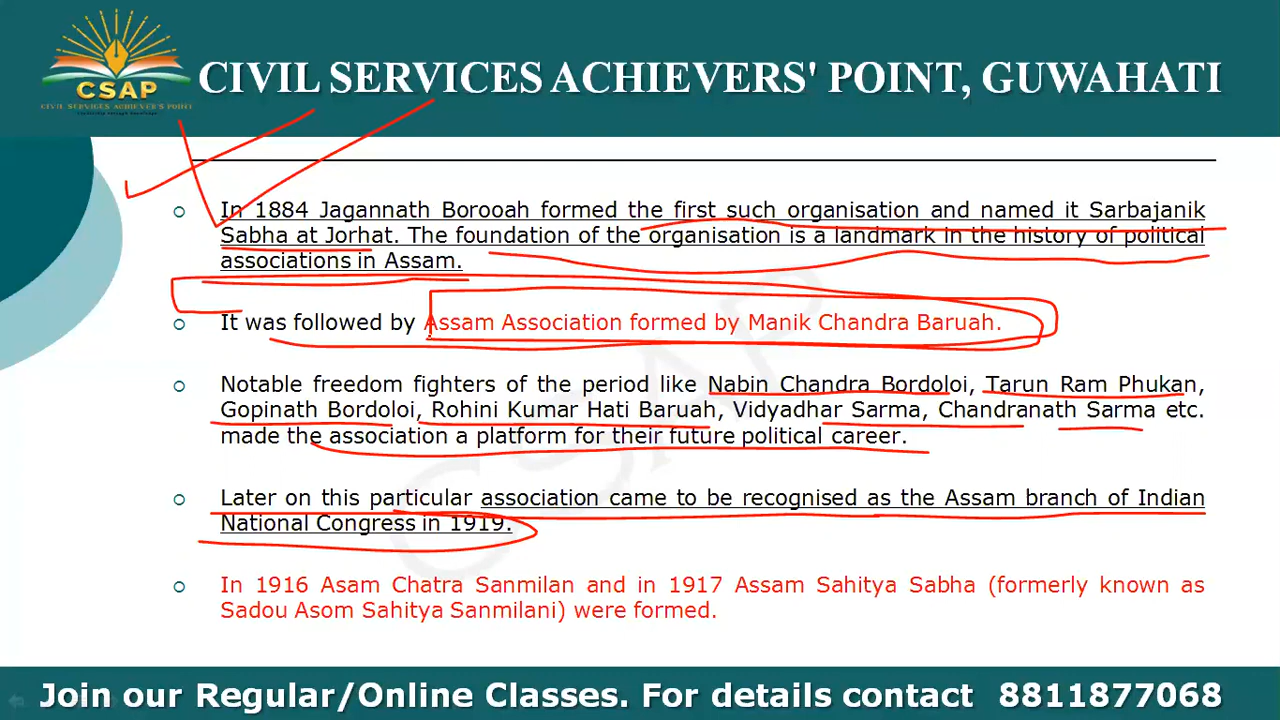 CSAP
CIVIL SERVICES ACHIEVER'S POINT
CIVIL SERVICES ACHIEVERS' POINT, GUWAHATI
In 1884 Jagannath Borooah formed the first such organisation and named it Sarbajanik
Sabha at Jorhat. The foundation of the organisation is a landmark in the history of political
associations in Assam.
It was followed by Assam Association formed by Manik Chandra Baruah.
Notable freedom fighters of the period like Nabin Chandra Bordoloi, Tarun Ram Phukan,
Gopinath Bordoloi, Rohini Kumar Hati Baruah, Vidyadhar Sarma, Chandranath Sarma etc.
made the association a platform for their future political career.
Later on this particular association came to be recognised as the Assam branch of Indian
National Congress in 1919.
In 1916 Asam Chatra Sanmilan and in 1917 Assam Sahitya Sabha (formerly known as
Sadou Asom Sahitya Sanmilani) were formed.
CSAP
Join our Regular/Online Classes. For details contact 8811877068